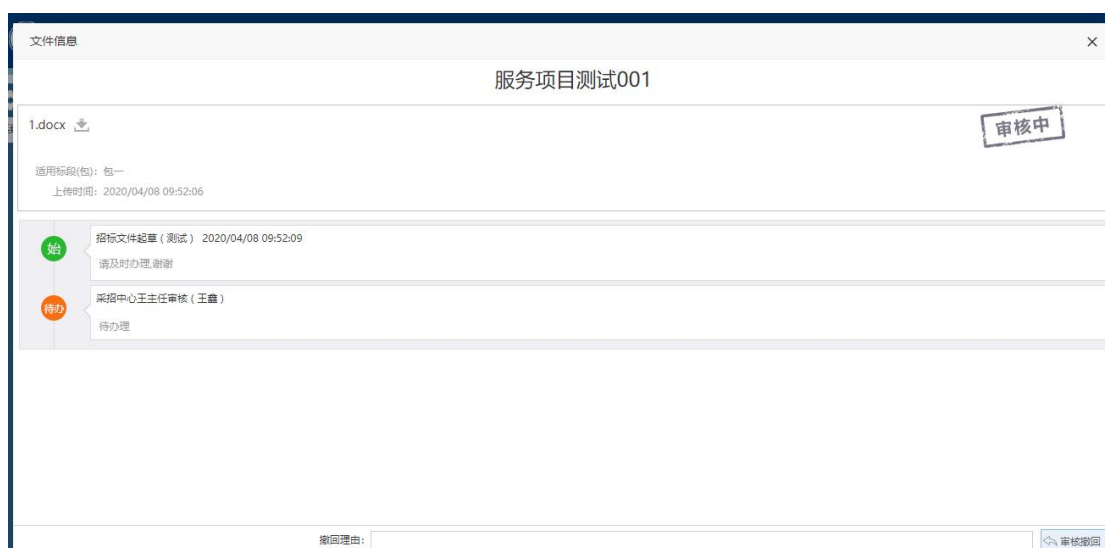 文件信息
服务项目测试001
1.docx
审核中
适用标段(包): 包一
上传时间: 2020/04/08 09:52:06
始
招标文件起草 ( 测试 ) 2020/04/08 09:52:09
请及时办理,谢谢
待办
采招中心王主任审核 ( 王鑫 )
待办理
撤回理由:
审核撤回